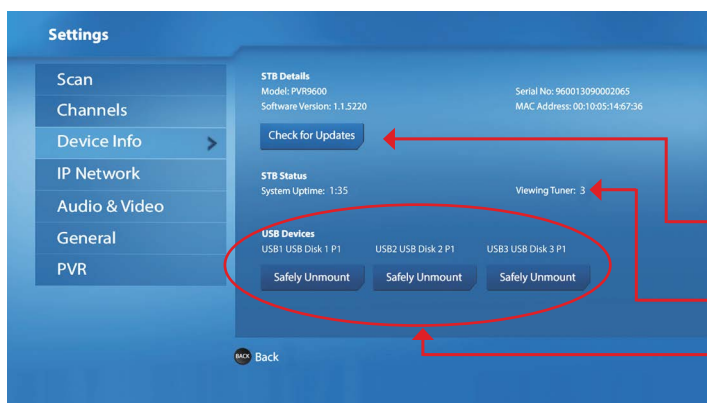 Settings
Scan
Channels
Device Info
IP Network
Audio & Video
General
PVR
STB Details
Model: PVR9600
Serial No: 960013090002065
Software Version: 1.1.5220
MAC Address: 00:10:05:14:67:36
Check for Updates
STB Status
System Uptime: 1:35
Viewing Tuner: 3
USB Devices
USB1 USB Disk 1 P1
USB2 USB Disk 2 P1
USB3 USB Disk 3 P1
Safely Unmount
Safely Unmount
Safely Unmount
BACK Back